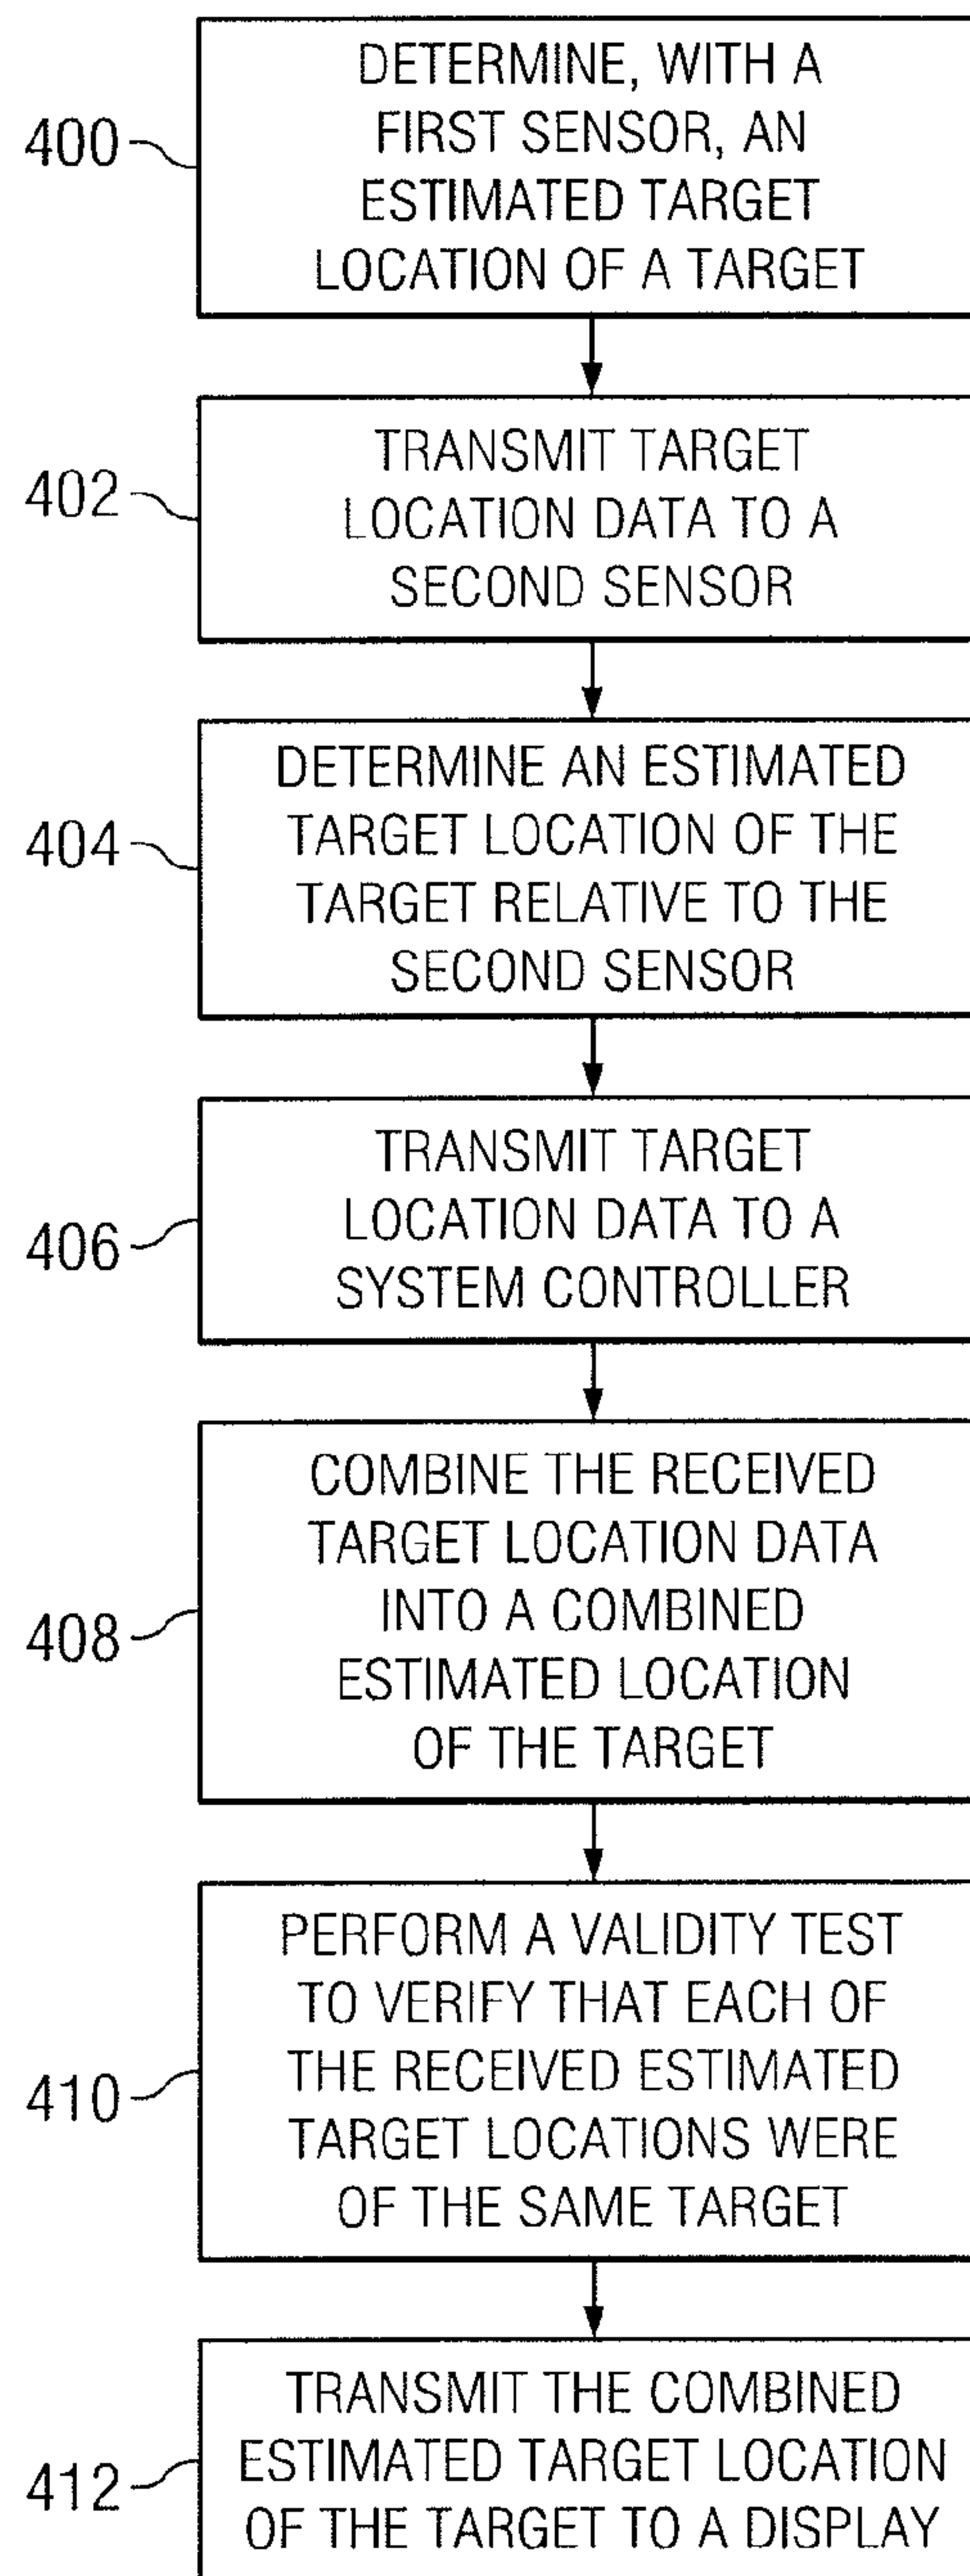 DETERMINE, WITH A
FIRST SENSOR, AN
ESTIMATED TARGET
LOCATION OF A TARGET
400
TRANSMIT TARGET
LOCATION DATA TO A
SECOND SENSOR
402
DETERMINE AN ESTIMATED
TARGET LOCATION OF THE
TARGET RELATIVE TO THE
SECOND SENSOR
404
TRANSMIT TARGET
LOCATION DATA TO A
SYSTEM CONTROLLER
406
COMBINE THE RECEIVED
TARGET LOCATION DATA
INTO A COMBINED
ESTIMATED LOCATION
OF THE TARGET
408
PERFORM A VALIDITY TEST
TO VERIFY THAT EACH OF
THE RECEIVED ESTIMATED
TARGET LOCATIONS WERE
OF THE SAME TARGET
410
TRANSMIT THE COMBINED
ESTIMATED TARGET LOCATION
OF THE TARGET TO A DISPLAY
412